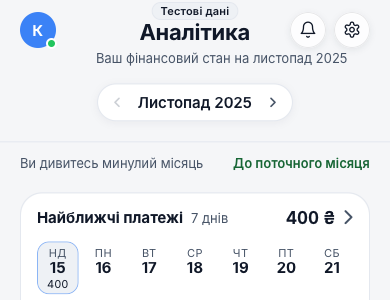 Тестові дані
К
Аналітика
Ваш фінансовий стан на листопад 2025
Листопад 2025
Ви дивитесь минулий місяць
До поточного місяця
Найближчі платежі 7 днів 400 ₴
НД ПН ВТ СР ЧТ ПТ СБ
15 16 17 18 19 20 21
400